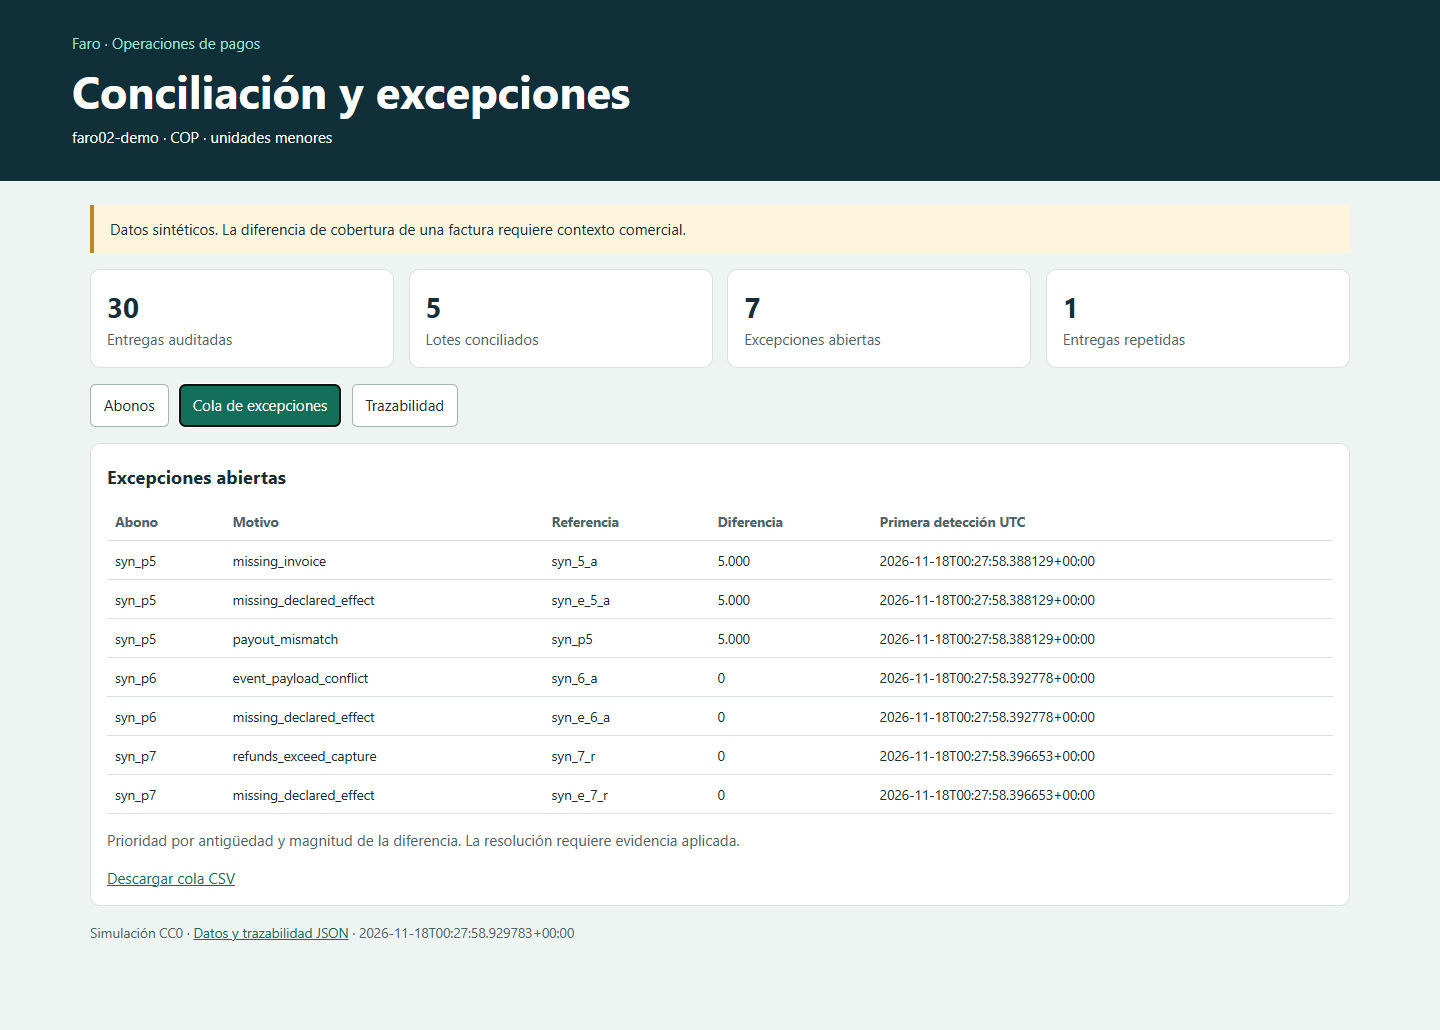 Faro · Operaciones de pagos
Conciliación y excepciones
faro02-demo · COP · unidades menores
Datos sintéticos. La diferencia de cobertura de una factura requiere contexto comercial.
30
Entregas auditadas
5
Lotes conciliados
7
Excepciones abiertas
1
Entregas repetidas
Abonos
Cola de excepciones
Trazabilidad
Excepciones abiertas
Abono Motivo Referencia Diferencia Primera detección UTC
syn_p5 missing_invoice syn_5_a 5.000 2026-11-18T00:27:58.388129+00:00
syn_p5 missing_declared_effect syn_e_5_a 5.000 2026-11-18T00:27:58.388129+00:00
syn_p5 payout_mismatch syn_p5 5.000 2026-11-18T00:27:58.388129+00:00
syn_p6 event_payload_conflict syn_6_a 0 2026-11-18T00:27:58.392778+00:00
syn_p6 missing_declared_effect syn_e_6_a 0 2026-11-18T00:27:58.392778+00:00
syn_p7 refunds_exceed_capture syn_7_r 0 2026-11-18T00:27:58.396653+00:00
syn_p7 missing_declared_effect syn_e_7_r 0 2026-11-18T00:27:58.396653+00:00
Prioridad por antigüedad y magnitud de la diferencia. La resolución requiere evidencia aplicada.
Descargar cola CSV
Simulación CC0 · Datos y trazabilidad JSON · 2026-11-18T00:27:58.929783+00:00